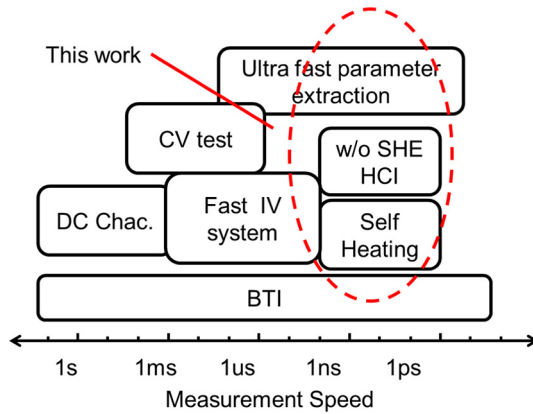 This work
Ultra fast parameter
extraction
CV test
w/o SHE
HCI
DC Chac.
Fast IV
system
Self
Heating
BTI
1s 1ms 1us 1ns 1ps
Measurement Speed